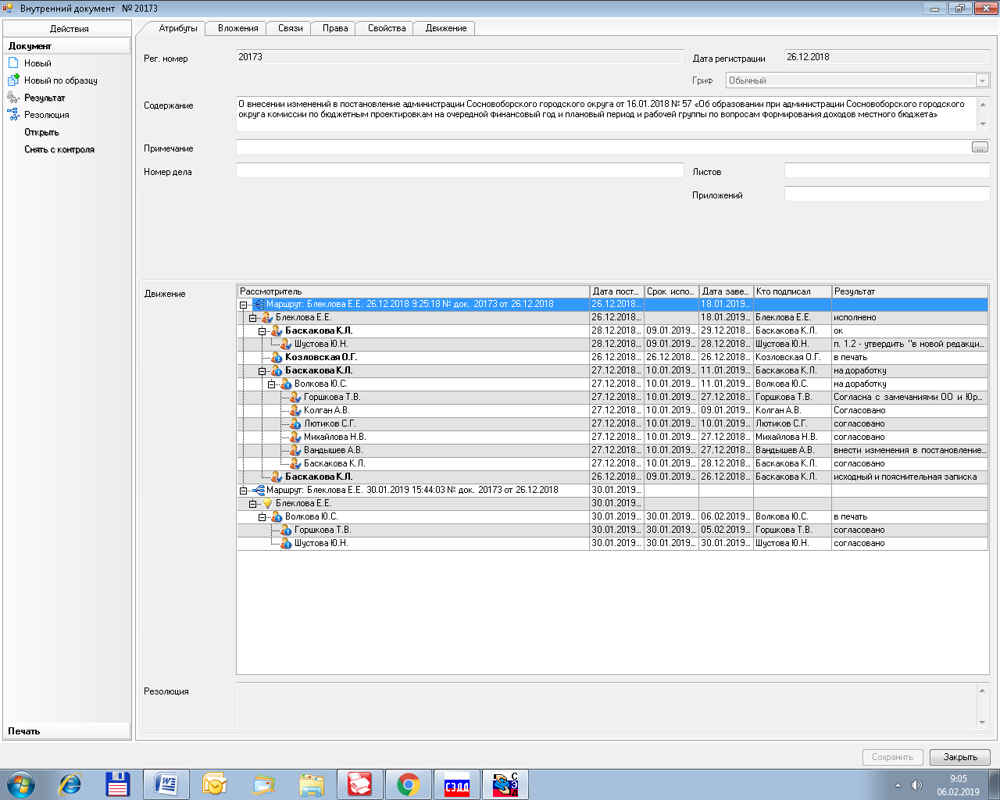 Внутренний документ № 20173
Действия
Документ
Новый
Новый по образцу
Результат
Резолюция
Открыть
Снять с контроля
Печать
Атрибуты Вложения Связи Права Свойства Движение
Рег. номер 20173 Дата регистрации 26.12.2018
Гриф Обычный
Содержание О внесении изменений в постановление администрации Сосновоборского городского округа от 16.01.2018 № 57 «Об образовании при администрации Сосновоборского городского
округа комиссии по бюджетным проектировкам на очередной финансовый год и плановый период и рабочей группы по вопросам формирования доходов местного бюджета»
Примечание ...
Номер дела Листов
Приложений
Движение
Рассмотритель Дата пост... Срок испо... Дата заве... Кто подписал Результат
Маршрут: Блеклова Е.Е. 26.12.2018 9:25:18 № док. 20173 от 26.12.2018 26.12.2018... 18.01.2019...
Блеклова Е.Е. 26.12.2018... 18.01.2019... Блеклова Е.Е. исполнено
Баскакова К.Л. 28.12.2018... 09.01.2019... 29.12.2018... Баскакова К.Л. ок
Шустова Ю.Н. 28.12.2018... 09.01.2019... 28.12.2018... Шустова Ю.Н. п. 1.2 - утвердить "в новой редакци...
Козловская О.Г. 26.12.2018... 26.12.2018... 26.12.2018... Козловская О.Г. в печать
Баскакова К.Л. 27.12.2018... 10.01.2019... 11.01.2019... Баскакова К.Л. на доработку
Волкова Ю.С. 27.12.2018... 10.01.2019... 11.01.2019... Волкова Ю.С. на доработку
Горшкова Т.В. 27.12.2018... 10.01.2019... 27.12.2018... Горшкова Т.В. Согласна с замечаниями ОО и Юр...
Колган А.В. 27.12.2018... 10.01.2019... 09.01.2019... Колган А.В. Согласовано
Лютиков С.Г. 27.12.2018... 10.01.2019... 10.01.2019... Лютиков С.Г. согласовано
Михайлова Н.В. 27.12.2018... 10.01.2019... 27.12.2018... Михайлова Н.В. согласовано
Вандышев А.В. 27.12.2018... 10.01.2019... 27.12.2018... Вандышев А.В. внести изменения в постановление...
Баскакова К.Л. 27.12.2018... 10.01.2019... 28.12.2018... Баскакова К.Л. согласовано
Баскакова К.Л. 26.12.2018... 09.01.2019... 26.12.2018... Баскакова К.Л. исходный и пояснительная записка
Маршрут: Блеклова Е.Е. 30.01.2019 15:44:03 № док. 20173 от 26.12.2018 30.01.2019...
Блеклова Е.Е. 30.01.2019...
Волкова Ю.С. 30.01.2019... 30.01.2019... 06.02.2019... Волкова Ю.С. в печать
Горшкова Т.В. 30.01.2019... 30.01.2019... 05.02.2019... Горшкова Т.В. согласовано
Шустова Ю.Н. 30.01.2019... 30.01.2019... 30.01.2019... Шустова Ю.Н. согласовано
Резолюция
Сохранить Закрыть
СЭДД СЭД
9:05
06.02.2019